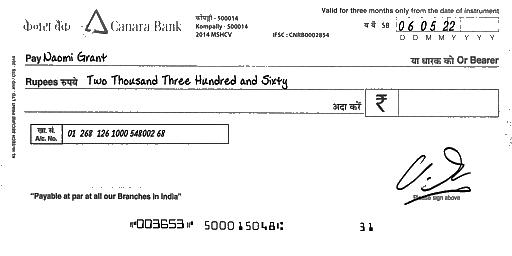 Valid for three months only from the date of instrument
केनरा बैंक Canara Bank
कोंपल्ली - 500014
Kompally - 500014
2014 MSHCV
IFSC : CNRB0002854
SB 06 05 22
D D M M Y Y Y Y
Pay Naomi Grant
या धारक को Or Bearer
Rupees रुपये Two Thousand Three Hundred and Sixty
अदा करें ₹
खा. सं.
A/c. No. 01 268 126 1000 548002 68
"Payable at par at all our Branches in India"
Please sign above
⑈003653⑈ 500015048⑆ 31